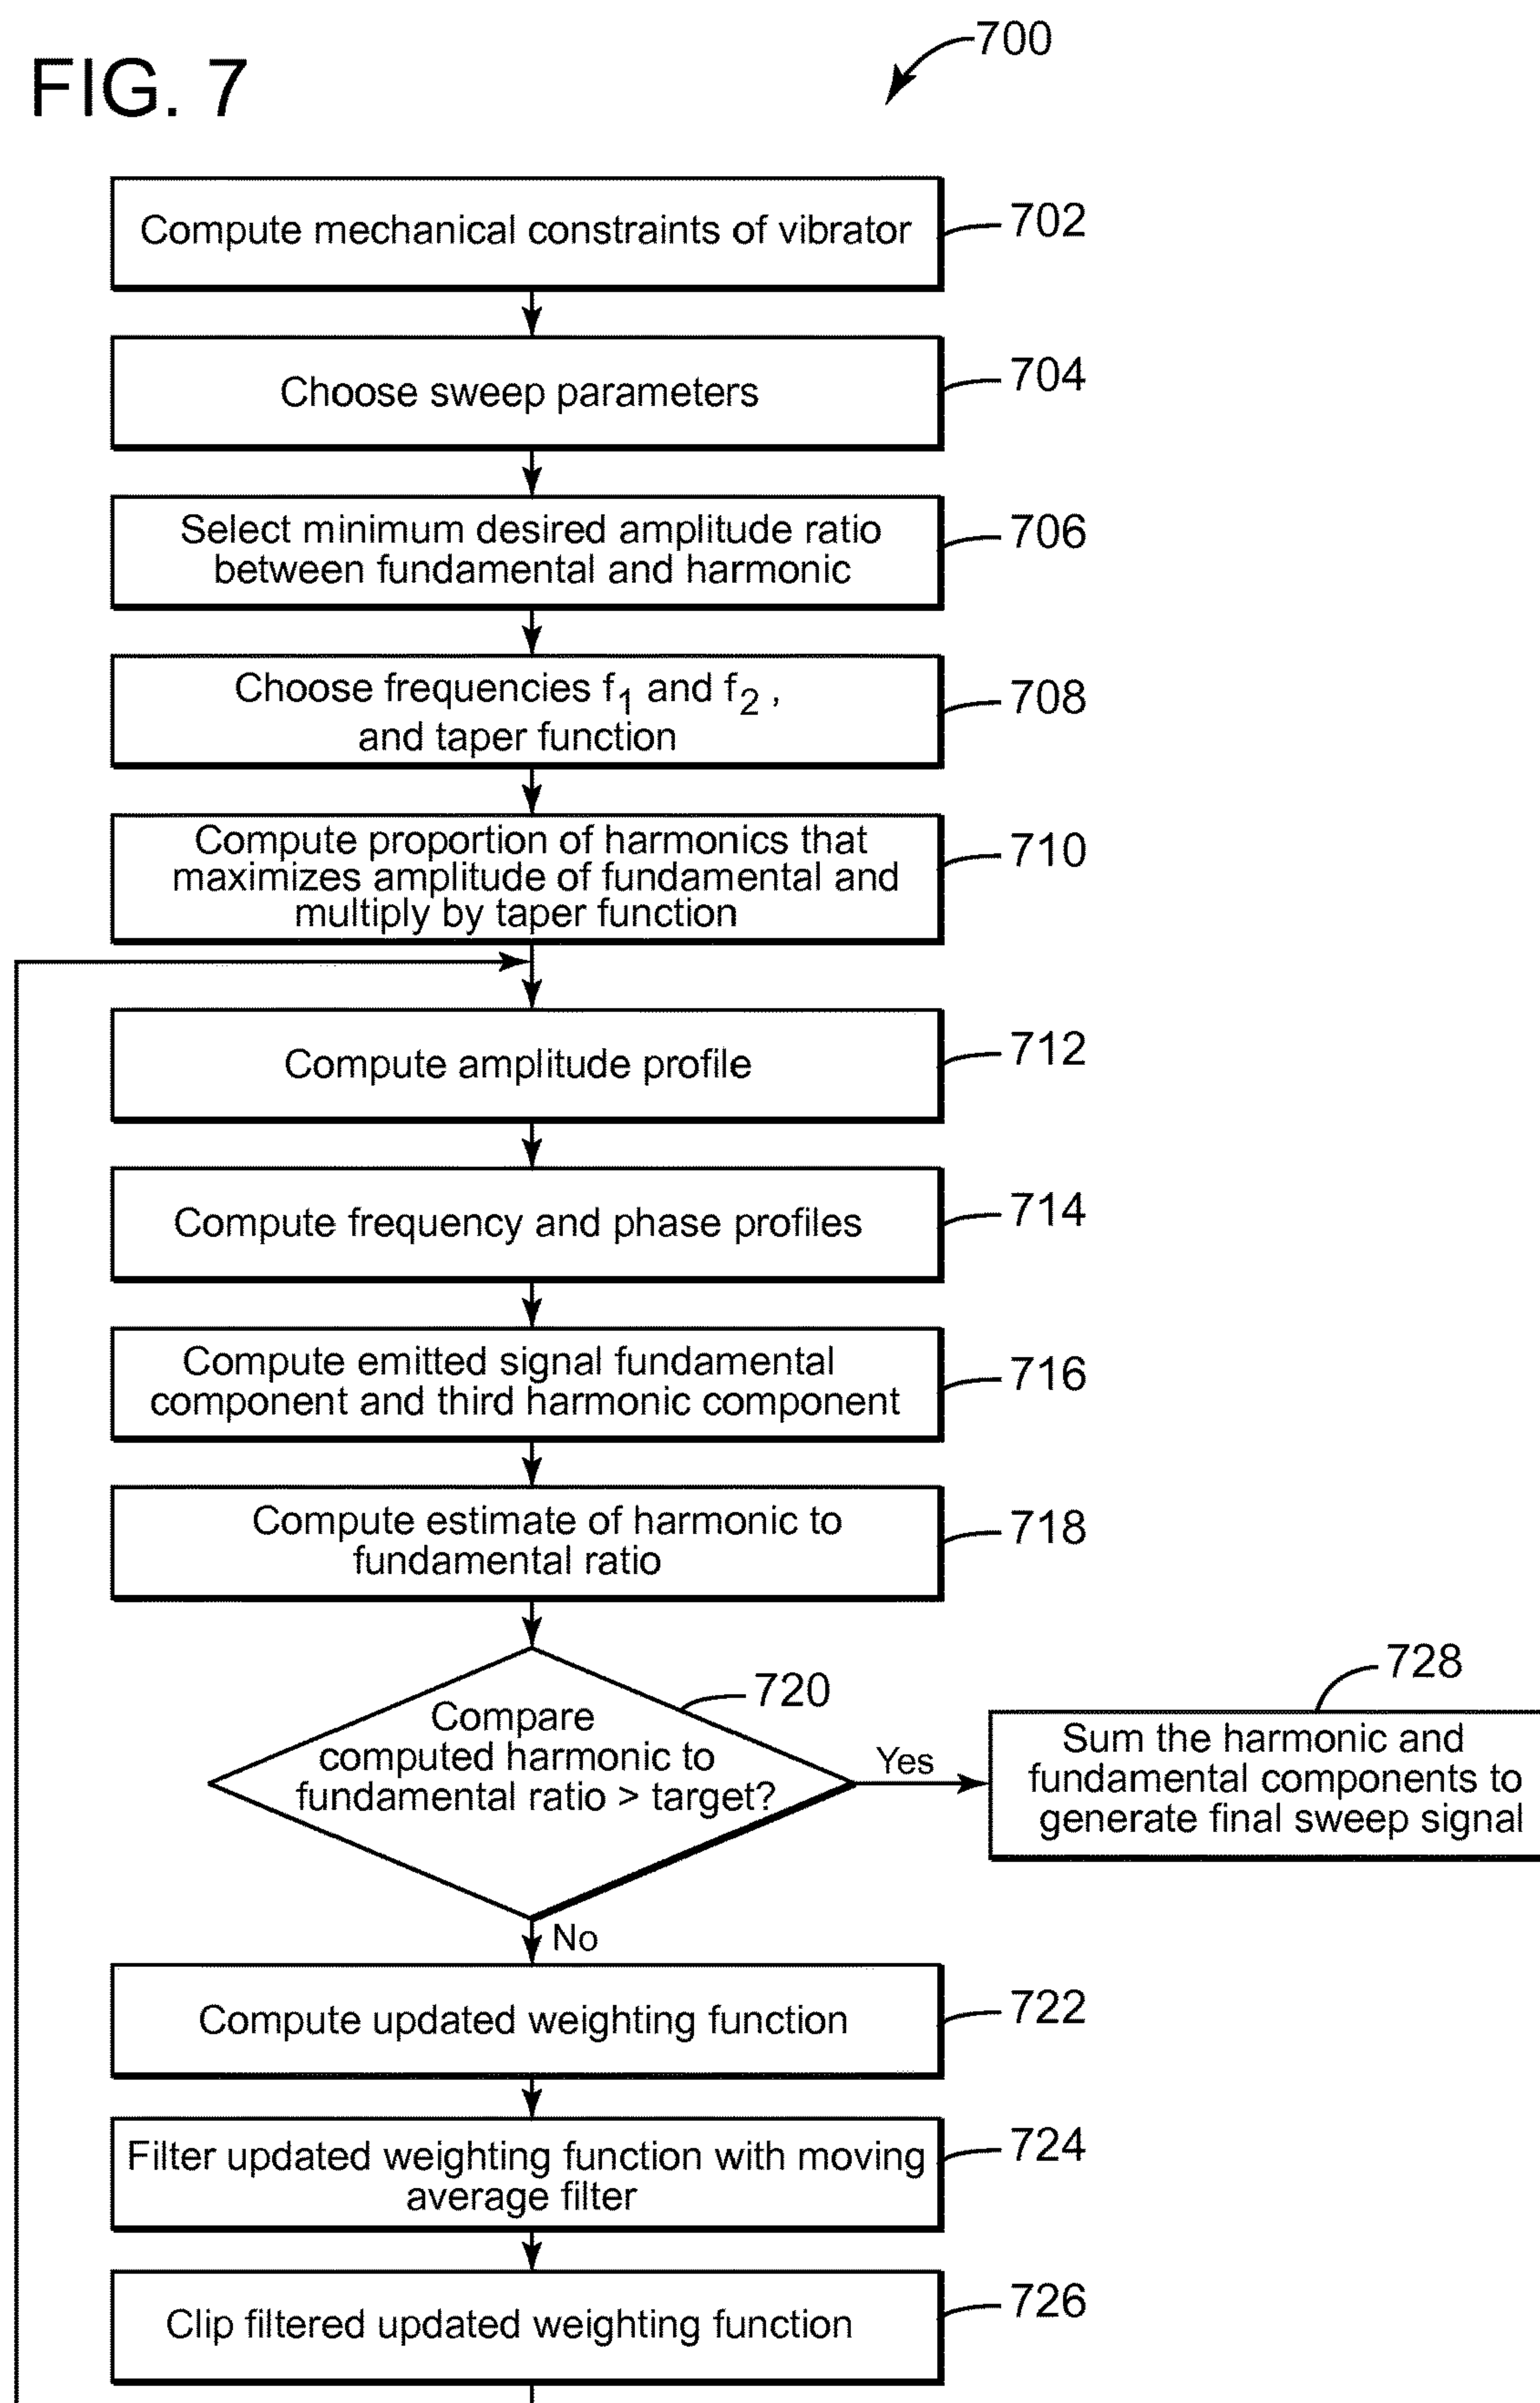 FIG. 7
700
Compute mechanical constraints of vibrator
702
Choose sweep parameters
704
Select minimum desired amplitude ratio
between fundamental and harmonic
706
Choose frequencies f1 and f2 ,
and taper function
708
Compute proportion of harmonics that
maximizes amplitude of fundamental and
multiply by taper function
710
Compute amplitude profile
712
Compute frequency and phase profiles
714
Compute emitted signal fundamental
component and third harmonic component
716
Compute estimate of harmonic to
fundamental ratio
718
Compare
computed harmonic to
fundamental ratio > target?
720
Yes
728
Sum the harmonic and
fundamental components to
generate final sweep signal
No
Compute updated weighting function
722
Filter updated weighting function with moving
average filter
724
Clip filtered updated weighting function
726